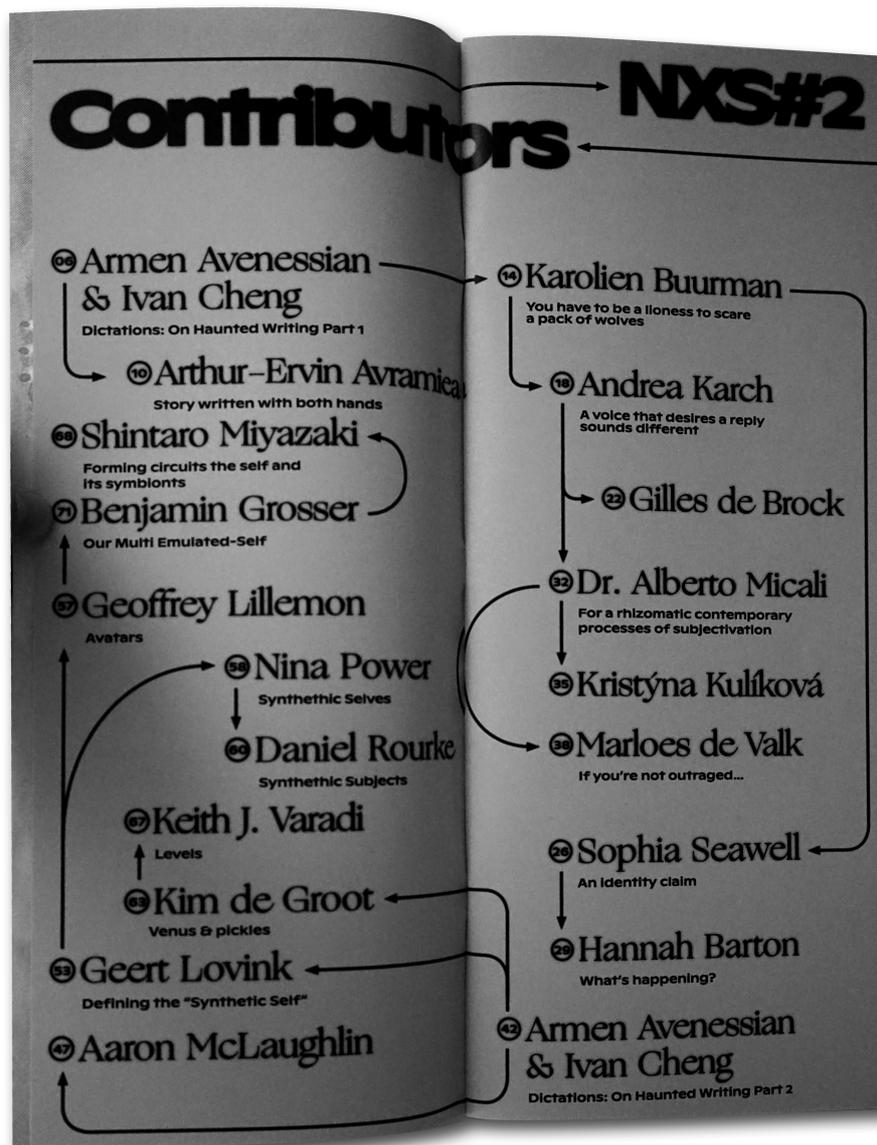 Contributors
NXS#2
06 Armen Avenessian
& Ivan Cheng
Dictations: On Haunted Writing Part 1
10 Arthur-Ervin Avramiea
Story written with both hands
68 Shintaro Miyazaki
Forming circuits the self and
its symbionts
71 Benjamin Grosser
Our Multi Emulated-Self
57 Geoffrey Lillemon
Avatars
58 Nina Power
Synthethic Selves
60 Daniel Rourke
Synthethic Subjects
67 Keith J. Varadi
Levels
63 Kim de Groot
Venus & pickles
53 Geert Lovink
Defining the "Synthetic Self"
47 Aaron McLaughlin
14 Karolien Buurman
You have to be a lioness to scare
a pack of wolves
18 Andrea Karch
A voice that desires a reply
sounds different
22 Gilles de Brock
32 Dr. Alberto Micali
For a rhizomatic contemporary
processes of subjectivation
35 Kristýna Kulíková
38 Marloes de Valk
If you're not outraged...
26 Sophia Seawell
An identity claim
29 Hannah Barton
What's happening?
42 Armen Avenessian
& Ivan Cheng
Dictations: On Haunted Writing Part 2